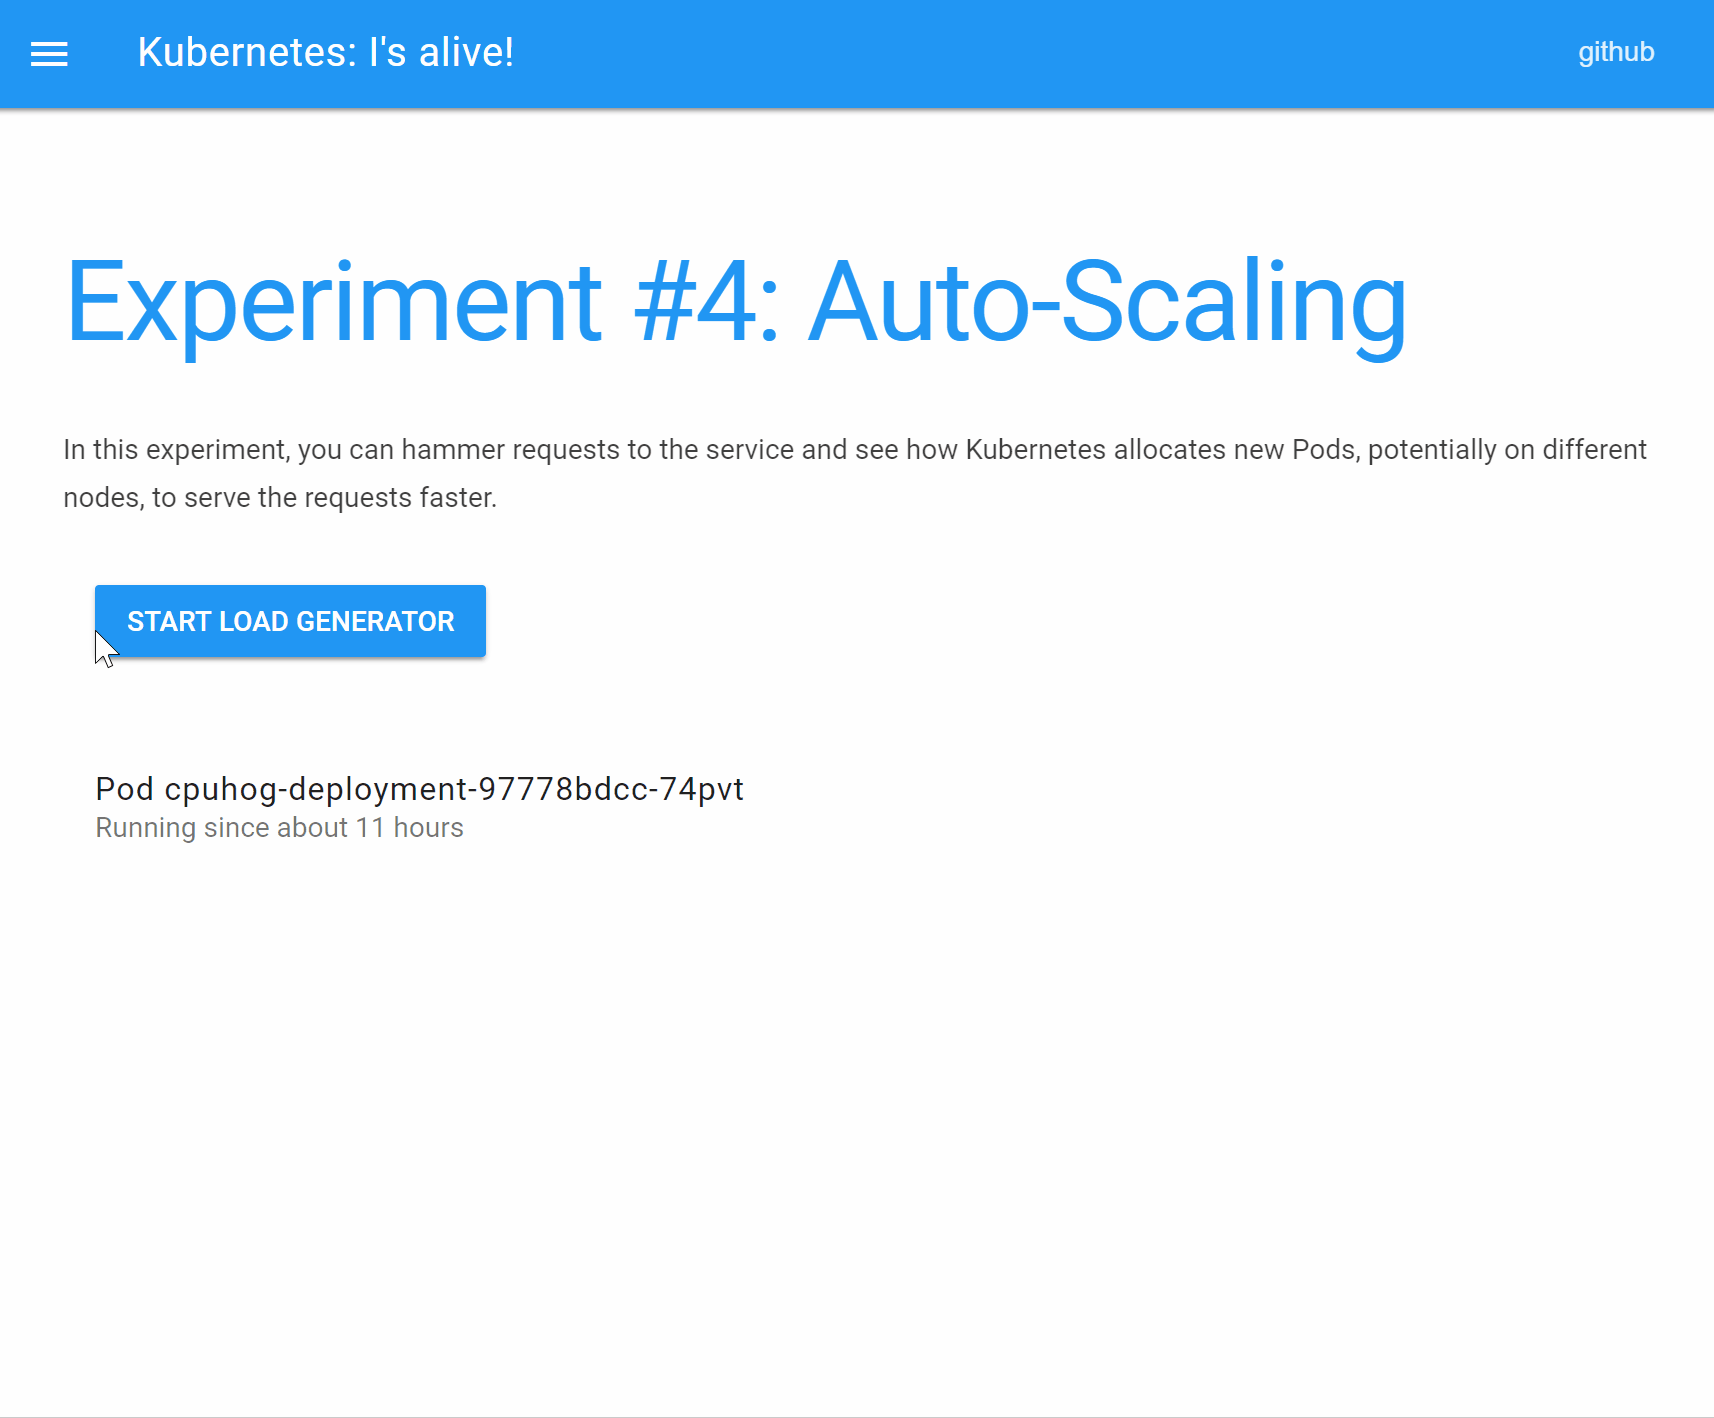 Kubernetes: I's alive!
github
Experiment #4: Auto-Scaling
In this experiment, you can hammer requests to the service and see how Kubernetes allocates new Pods, potentially on different
nodes, to serve the requests faster.
START LOAD GENERATOR
Pod cpuhog-deployment-97778bdcc-74pvt
Running since about 11 hours